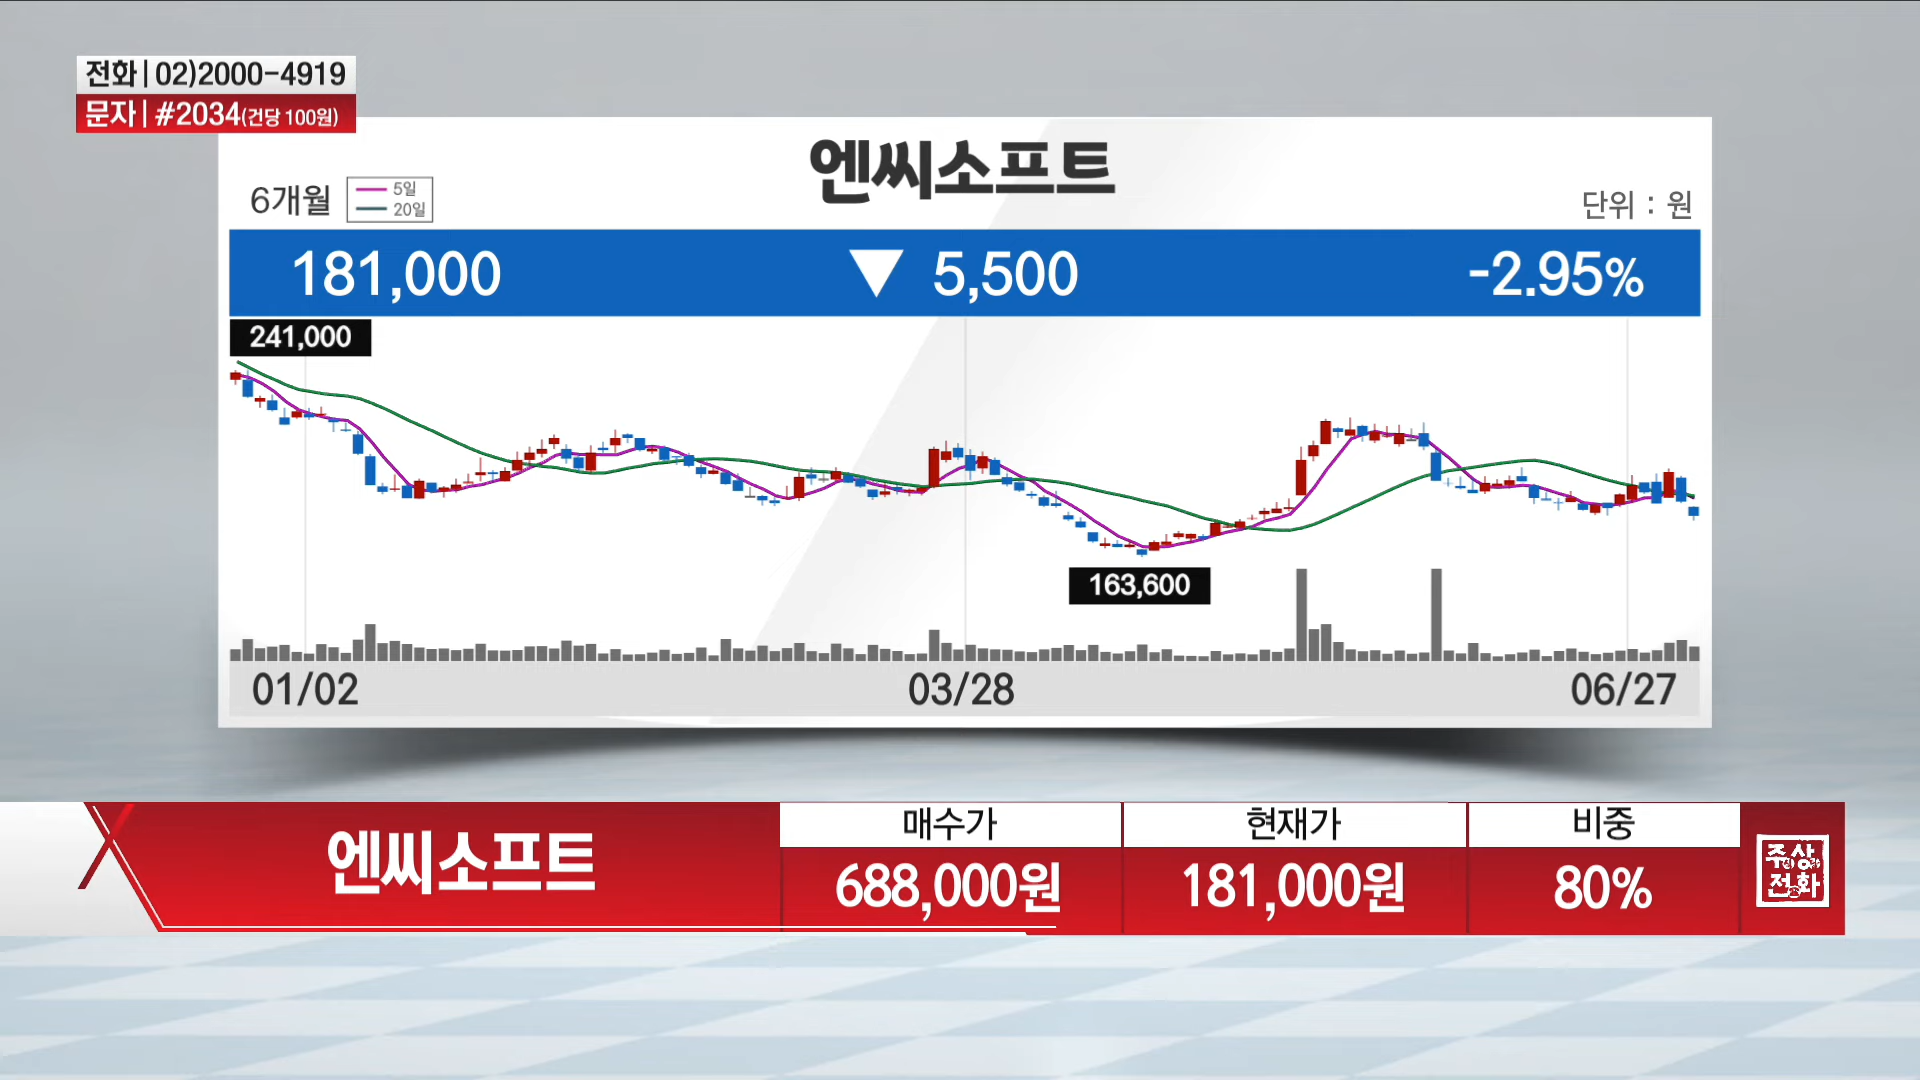 전화 | 02)2000-4919
문자 | #2034(건당 100원)
엔씨소프트
6개월
5일
20일
단위 : 원
181,000 ▼ 5,500 -2.95%
241,000
163,600
01/02 03/28 06/27
엔씨소프트
매수가 현재가 비중
688,000원 181,000원 80%
주상
전화